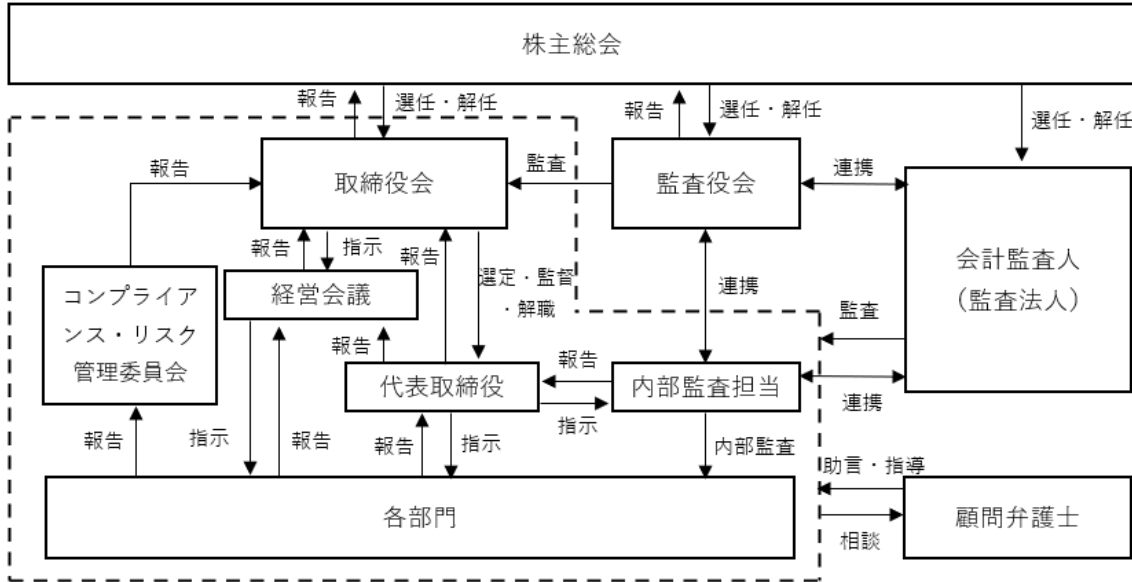 株主総会
報告
選任・解任
報告
選任・解任
選任・解任
報告
取締役会
監査
監査役会
連携
会計監査人
（監査法人）
報告
指示
報告
選定・監督
・解職
連携
コンプライア
ンス・リスク
管理委員会
経営会議
監査
報告
代表取締役
報告
指示
内部監査担当
連携
報告
指示
報告
報告
指示
内部監査
各部門
助言・指導
相談
顧問弁護士